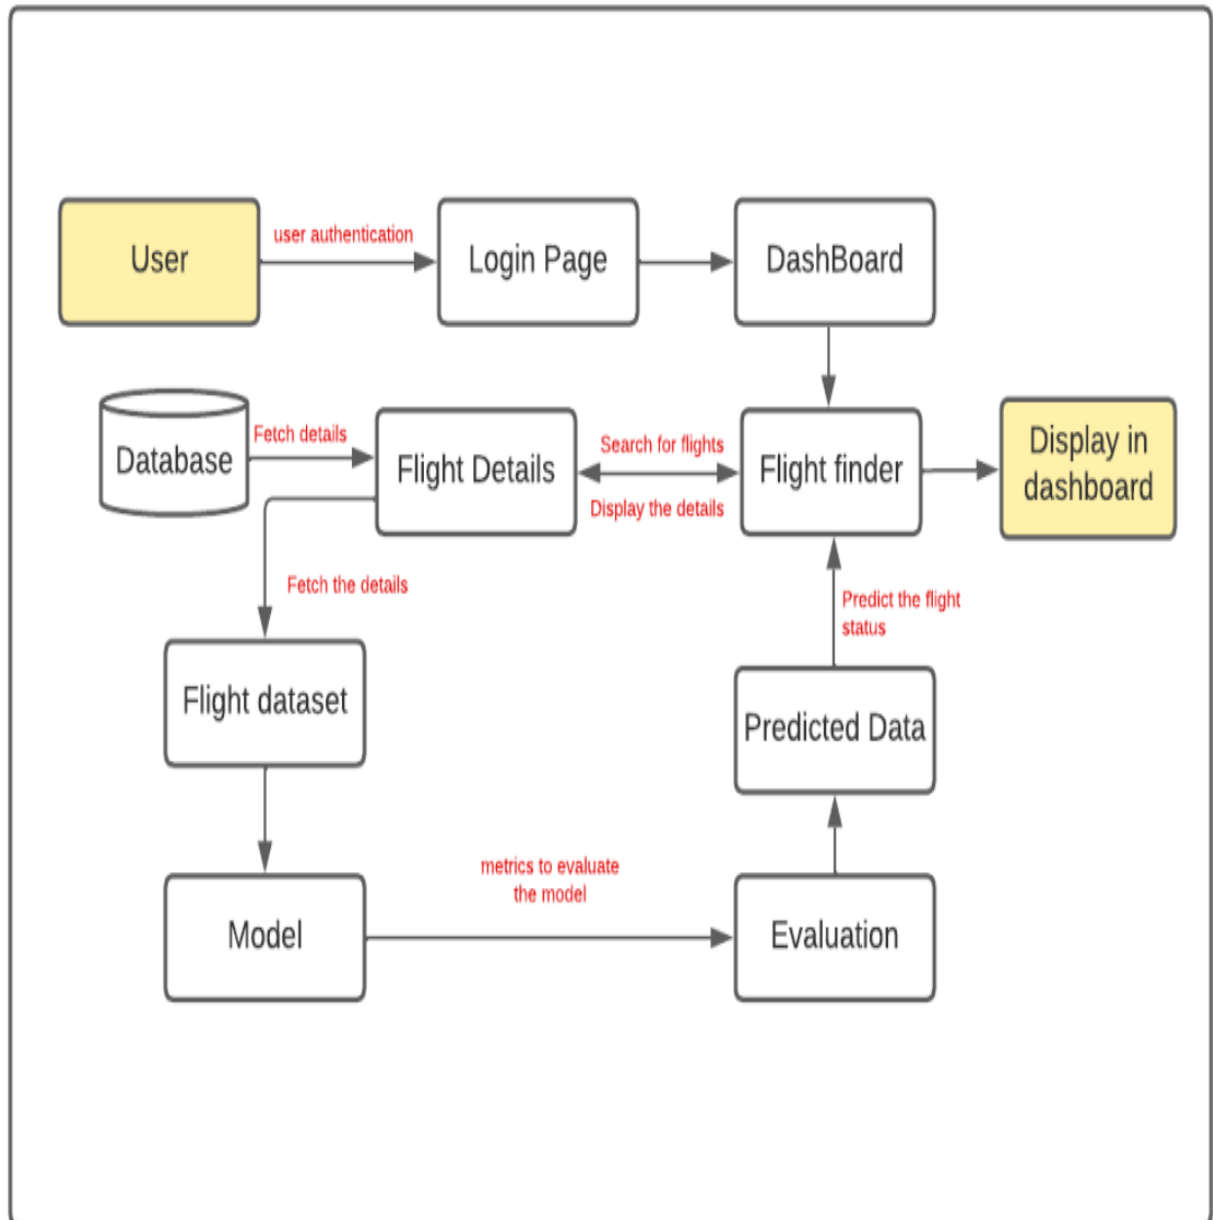 User
user authentication
Login Page
DashBoard
Database
Fetch details
Flight Details
Search for flights
Display the details
Flight finder
Display in
dashboard
Fetch the details
Predict the flight
status
Flight dataset
Predicted Data
metrics to evaluate
the model
Model
Evaluation